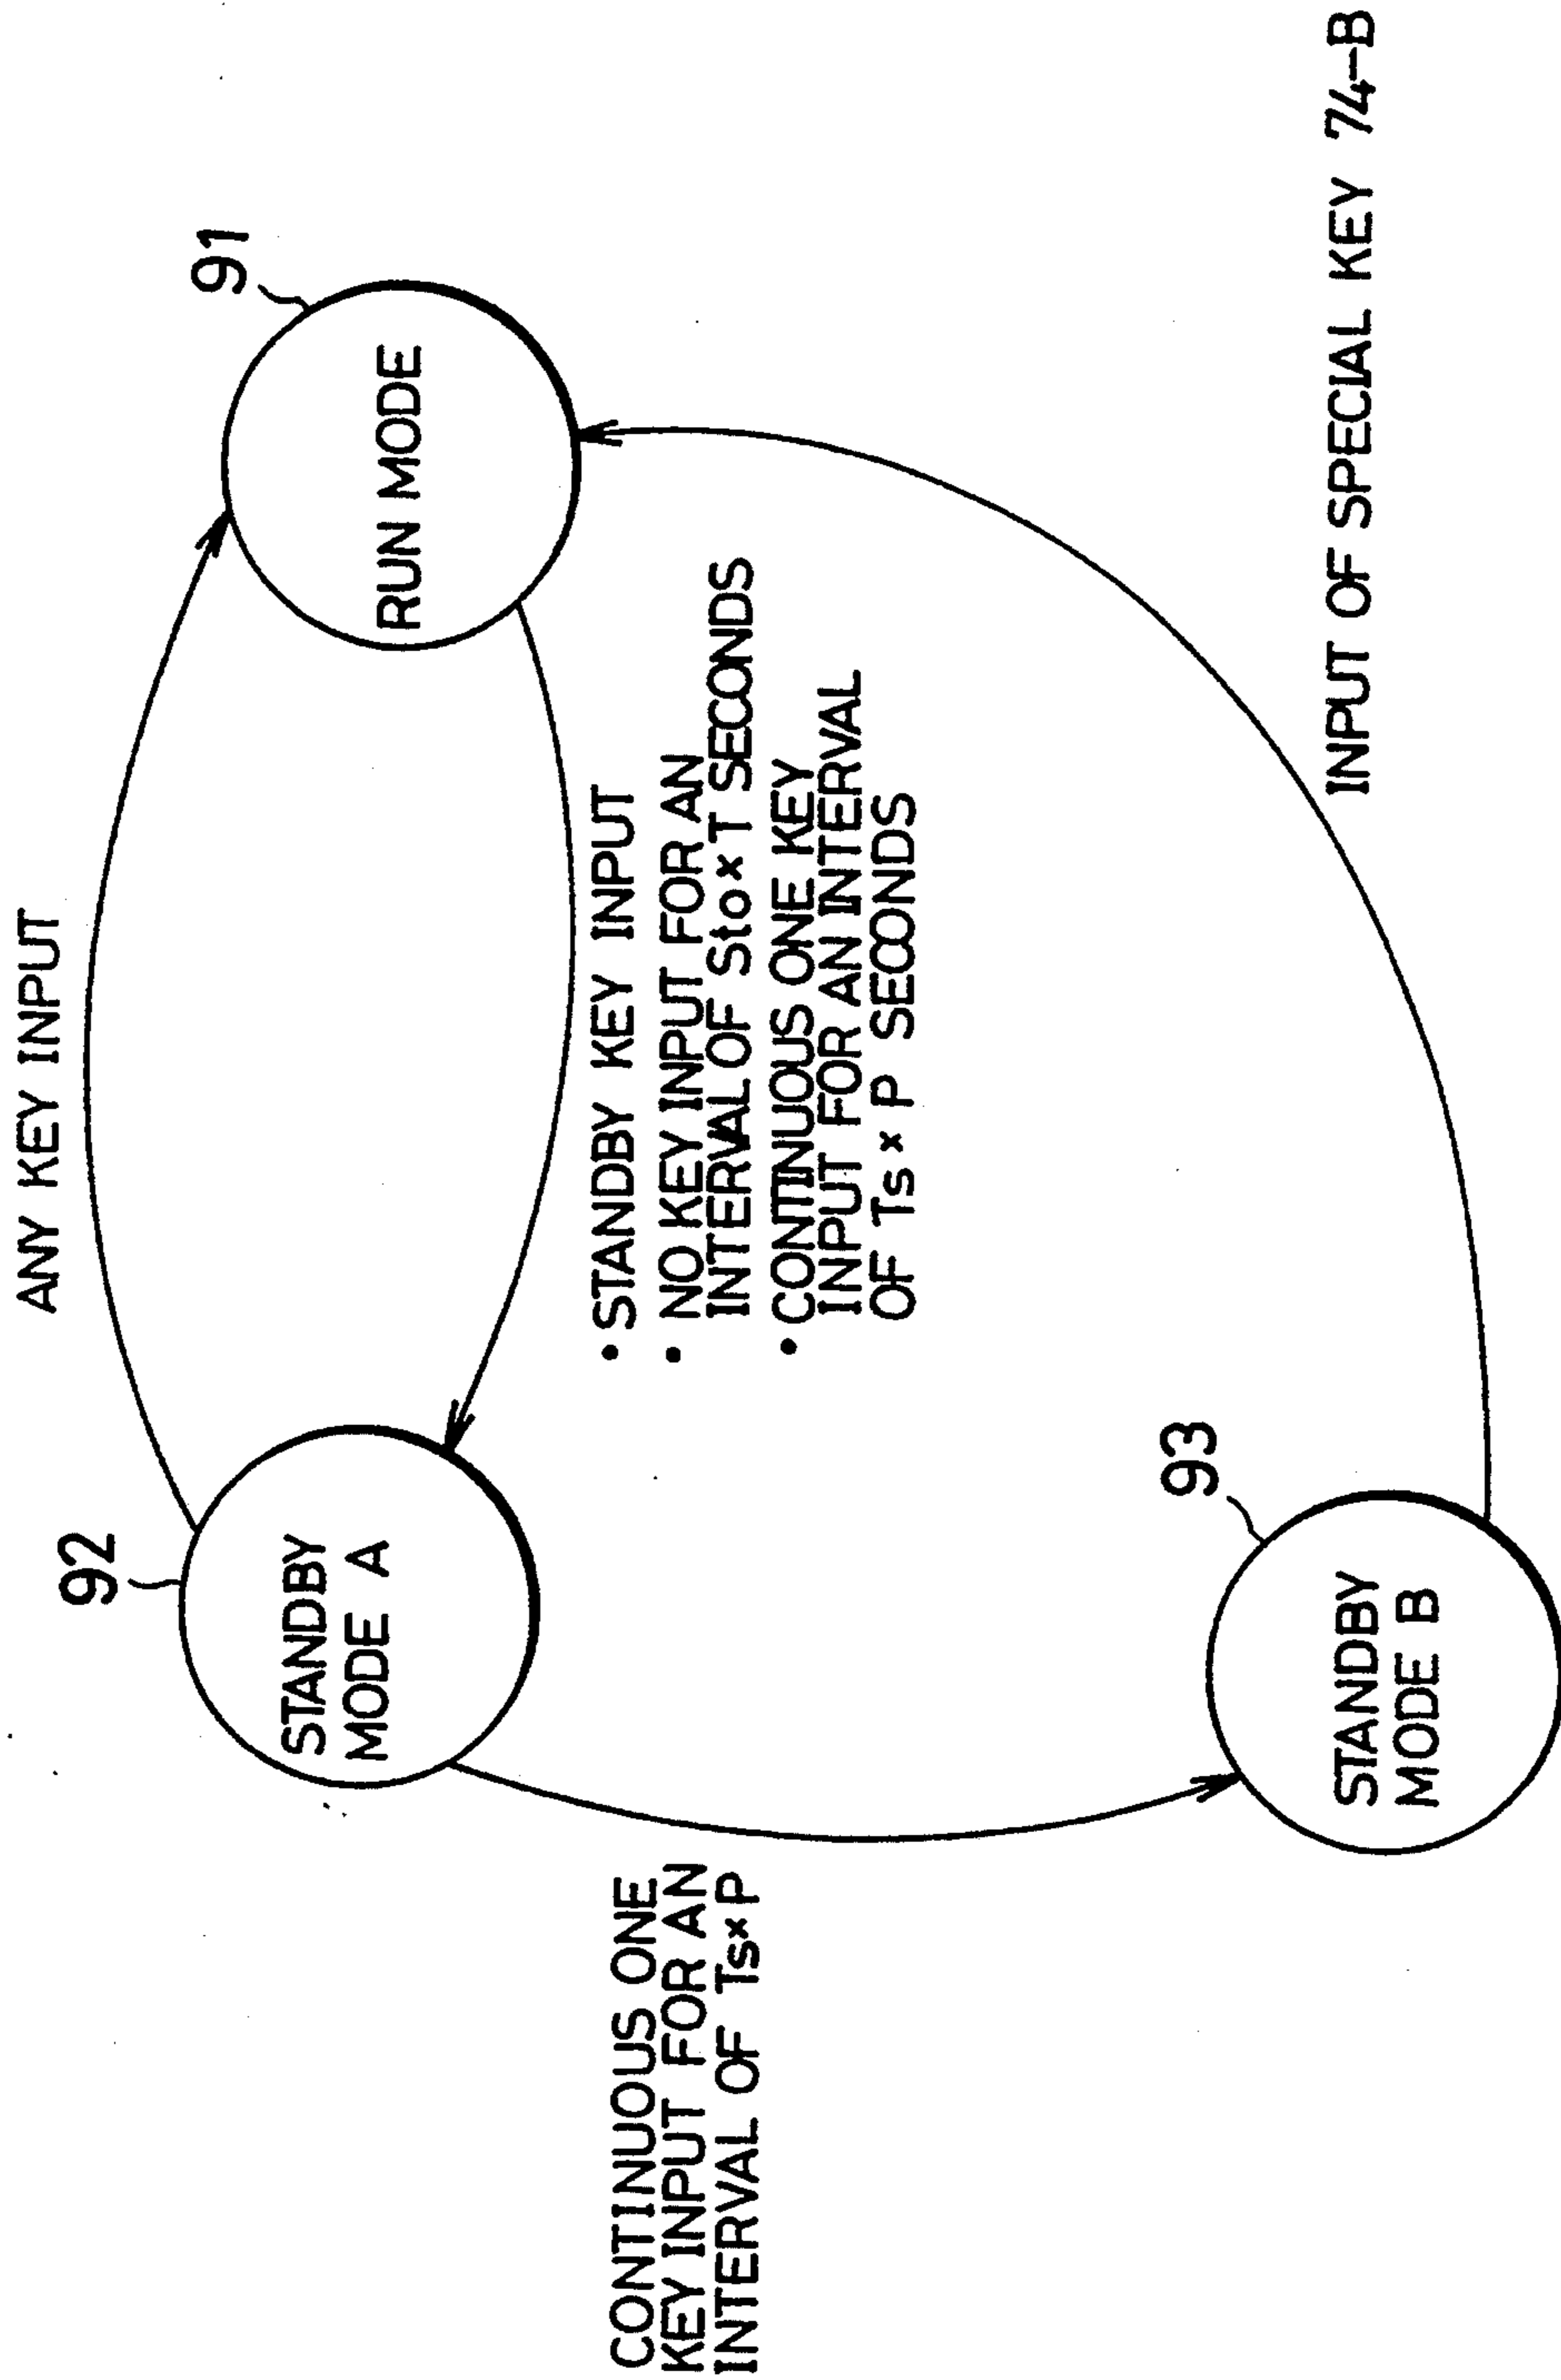 ANY KEY INPUT
92
STANDBY
MODE A
91
RUN MODE
• STANDBY KEY INPUT
• NO KEY INPUT FOR AN
INTERVAL OF Sto × T SECONDS
• CONTINUOUS ONE KEY
INPUT FOR AN INTERVAL
OF Ts × P SECONDS
CONTINUOUS ONE
KEY INPUT FOR AN
INTERVAL OF Ts×P
93
STANDBY
MODE B
INPUT OF SPECIAL KEY 74-B